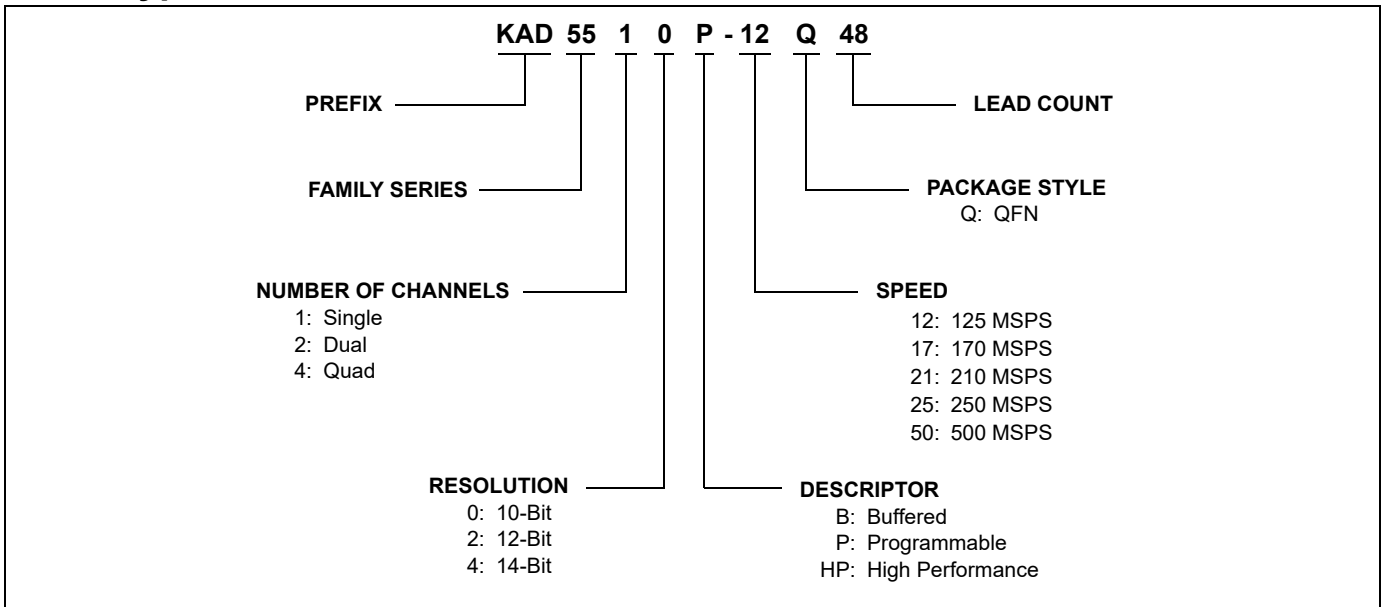 KAD 55 1 0 P - 12 Q 48
PREFIX
LEAD COUNT
FAMILY SERIES
PACKAGE STYLE
Q: QFN
NUMBER OF CHANNELS
1: Single
2: Dual
4: Quad
SPEED
12: 125 MSPS
17: 170 MSPS
21: 210 MSPS
25: 250 MSPS
50: 500 MSPS
RESOLUTION
0: 10-Bit
2: 12-Bit
4: 14-Bit
DESCRIPTOR
B: Buffered
P: Programmable
HP: High Performance